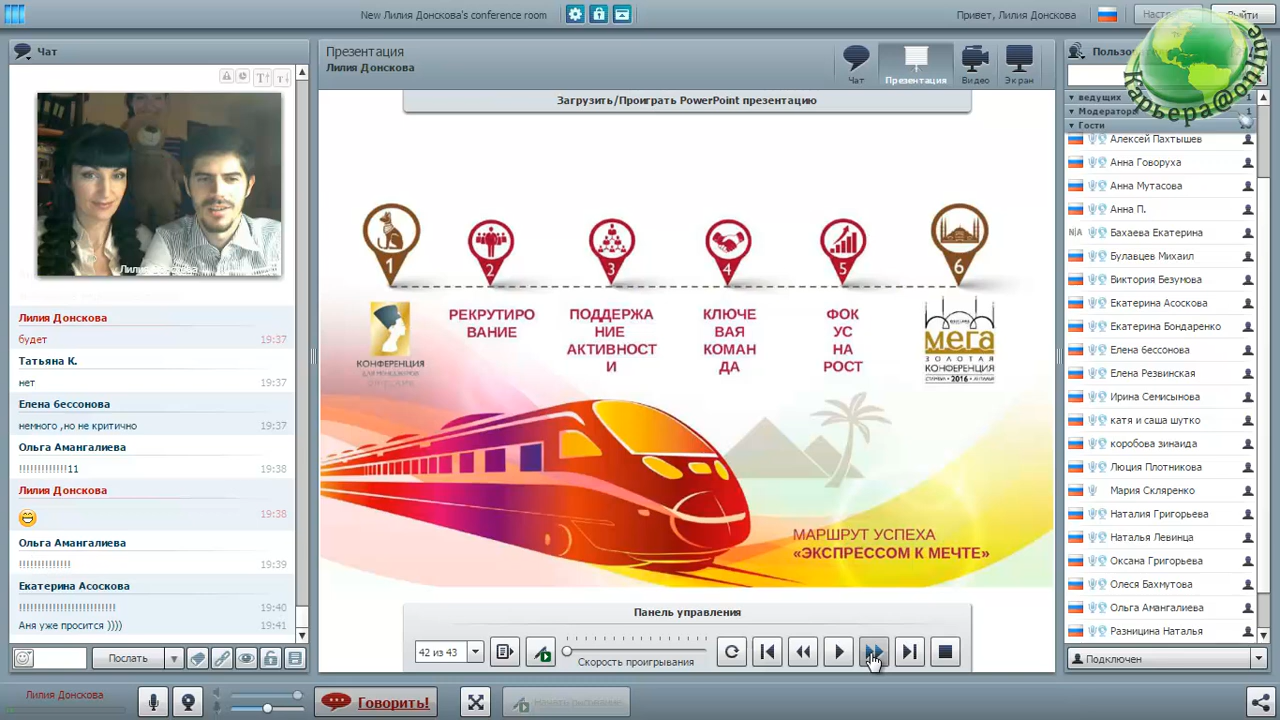 New Лилия Донскова's conference room
Привет, Лилия Донскова
Выйти
Чат
Лилия Донскова
будет 19:37
Татьяна К.
нет 19:37
Елена бессонова
немного ,но не критично 19:37
Ольга Амангалиева
!!!!!!!!!!!!!11 19:38
Лилия Донскова
19:38
Ольга Амангалиева
!!!!!!!!!!!!!! 19:39
Екатерина Асоскова
!!!!!!!!!!!!!!!!!!!!!!!!!! 19:40
Аня уже просится )))) 19:41
Послать
Презентация
Лилия Донскова
Чат
Презентация
Видео
Экран
Загрузить/Проиграть PowerPoint презентацию
1
2
3
4
5
6
КОНФЕРЕНЦИЯ
РЕКРУТИРО
ВАНИЕ
ПОДДЕРЖА
НИЕ
АКТИВНОСТ
И
КЛЮЧЕ
ВАЯ
КОМАН
ДА
ФОК
УС
НА
РОСТ
МЕГА
ЗОЛОТАЯ
КОНФЕРЕНЦИЯ
2016
МАРШРУТ УСПЕХА
«ЭКСПРЕССОМ К МЕЧТЕ»
Панель управления
42 из 43
Скорость проигрывания
карьера@online
ведущих 1
Модератора 1
Гости
Алексей Пахтышев
Анна Говоруха
Анна Мутасова
Анна П.
N/A Бахаева Екатерина
Булавцев Михаил
Виктория Безумова
Екатерина Асоскова
Екатерина Бондаренко
Елена бессонова
Елена Резвинская
Ирина Семисынова
катя и саша шутко
коробова зинаида
Люция Плотникова
Мария Скляренко
Наталия Григорьева
Наталья Левинца
Оксана Григорьева
Олеся Бахмутова
Ольга Амангалиева
Разницина Наталья
Подключен
Лилия Донскова
Говорить!